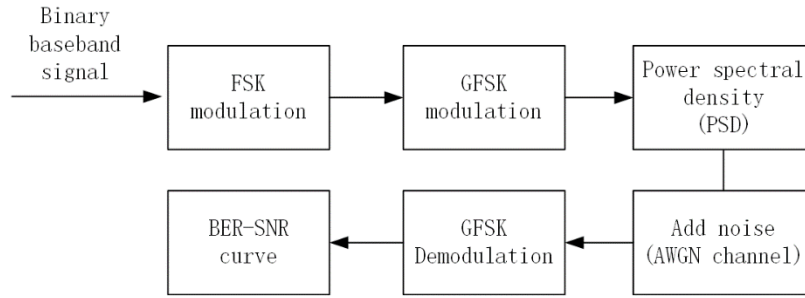 Binary
baseband
signal
FSK
modulation
GFSK
modulation
Power spectral
density
(PSD)
BER-SNR
curve
GFSK
Demodulation
Add noise
(AWGN channel)